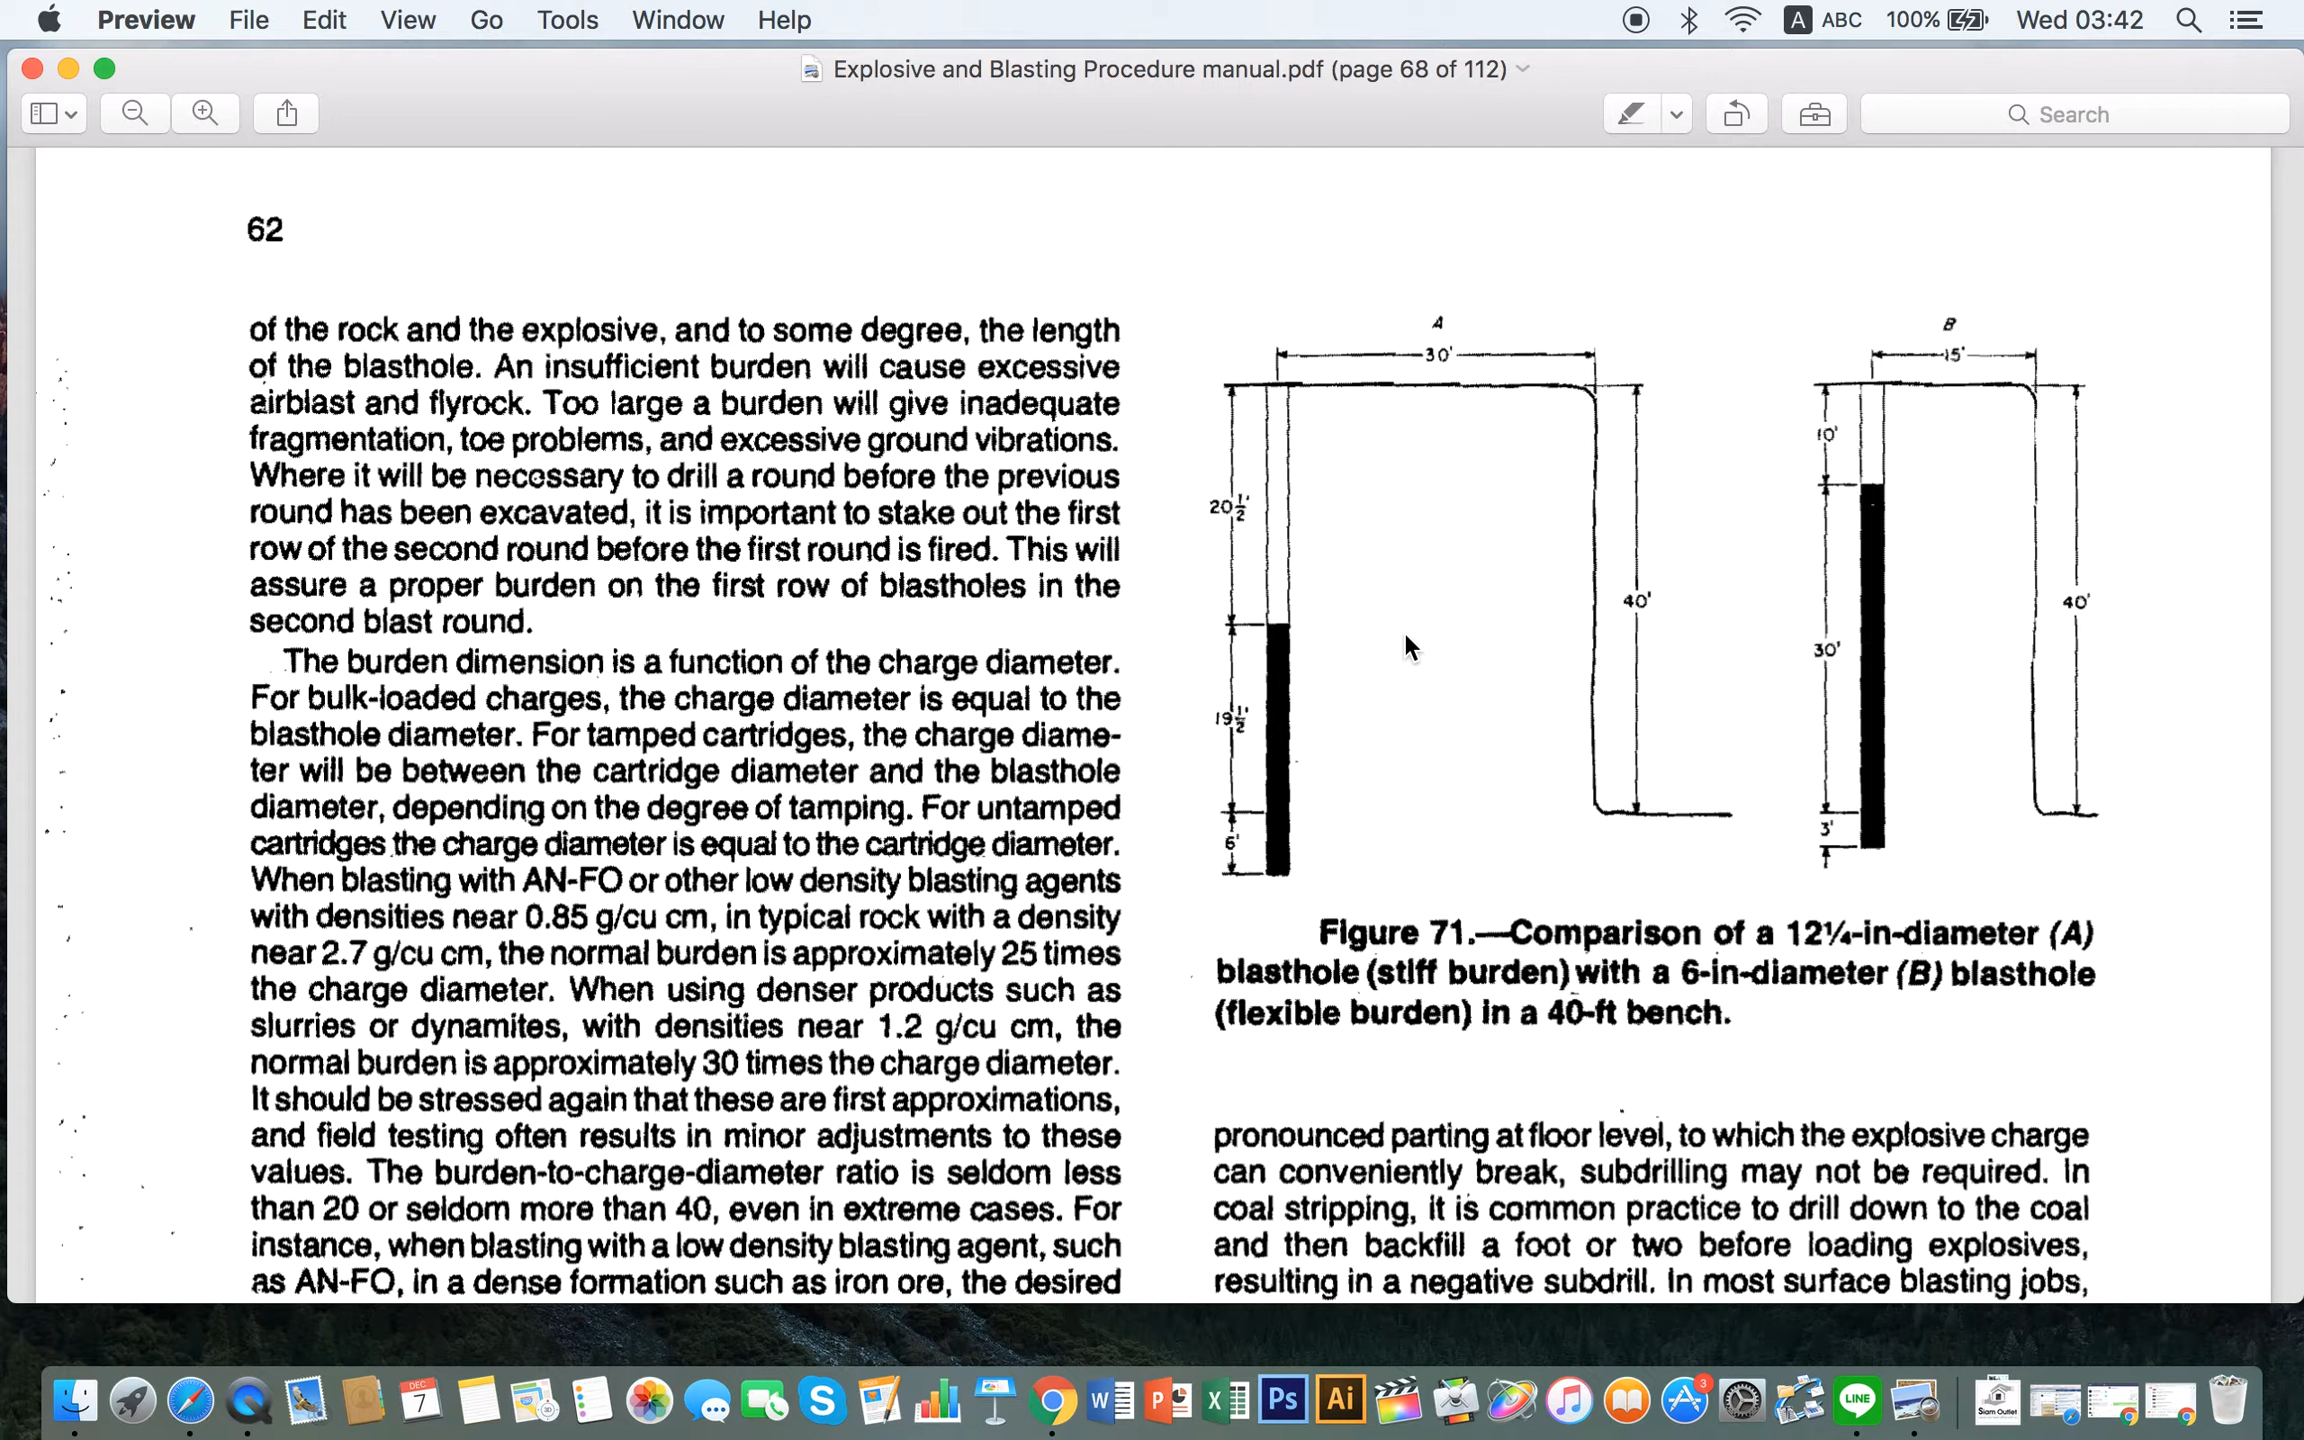 Preview File Edit View Go Tools Window Help
A ABC 100% Wed 03:42
Explosive and Blasting Procedure manual.pdf (page 68 of 112)
Search
62
of the rock and the explosive, and to some degree, the length
of the blasthole. An insufficient burden will cause excessive
airblast and flyrock. Too large a burden will give inadequate
fragmentation, toe problems, and excessive ground vibrations.
Where it will be necessary to drill a round before the previous
round has been excavated, it is important to stake out the first
row of the second round before the first round is fired. This will
assure a proper burden on the first row of blastholes in the
second blast round.
The burden dimension is a function of the charge diameter.
For bulk-loaded charges, the charge diameter is equal to the
blasthole diameter. For tamped cartridges, the charge diame-
ter will be between the cartridge diameter and the blasthole
diameter, depending on the degree of tamping. For untamped
cartridges the charge diameter is equal to the cartridge diameter.
When blasting with AN-FO or other low density blasting agents
with densities near 0.85 g/cu cm, in typical rock with a density
near 2.7 g/cu cm, the normal burden is approximately 25 times
the charge diameter. When using denser products such as
slurries or dynamites, with densities near 1.2 g/cu cm, the
normal burden is approximately 30 times the charge diameter.
It should be stressed again that these are first approximations,
and field testing often results in minor adjustments to these
values. The burden-to-charge-diameter ratio is seldom less
than 20 or seldom more than 40, even in extreme cases. For
instance, when blasting with a low density blasting agent, such
as AN-FO, in a dense formation such as iron ore, the desired
A
30'
20½'
40'
19½'
6'
B
15'
10'
40'
30'
3'
Figure 71.—Comparison of a 12¼-in-diameter (A)
blasthole (stiff burden) with a 6-in-diameter (B) blasthole
(flexible burden) in a 40-ft bench.
pronounced parting at floor level, to which the explosive charge
can conveniently break, subdrilling may not be required. In
coal stripping, it is common practice to drill down to the coal
and then backfill a foot or two before loading explosives,
resulting in a negative subdrill. In most surface blasting jobs,
DEC
7
S
W
P
X
Ps
Ai
3
LINE
Siam Outlet